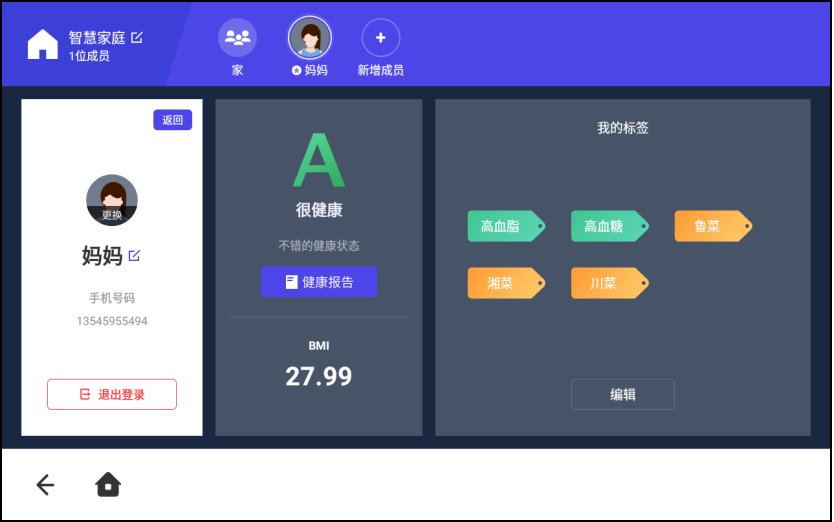 智慧家庭
1位成员
家
妈妈
新增成员
返回
更换
妈妈
手机号码
13545955494
退出登录
A
很健康
不错的健康状态
健康报告
BMI
27.99
我的标签
高血脂
高血糖
鲁菜
湘菜
川菜
编辑